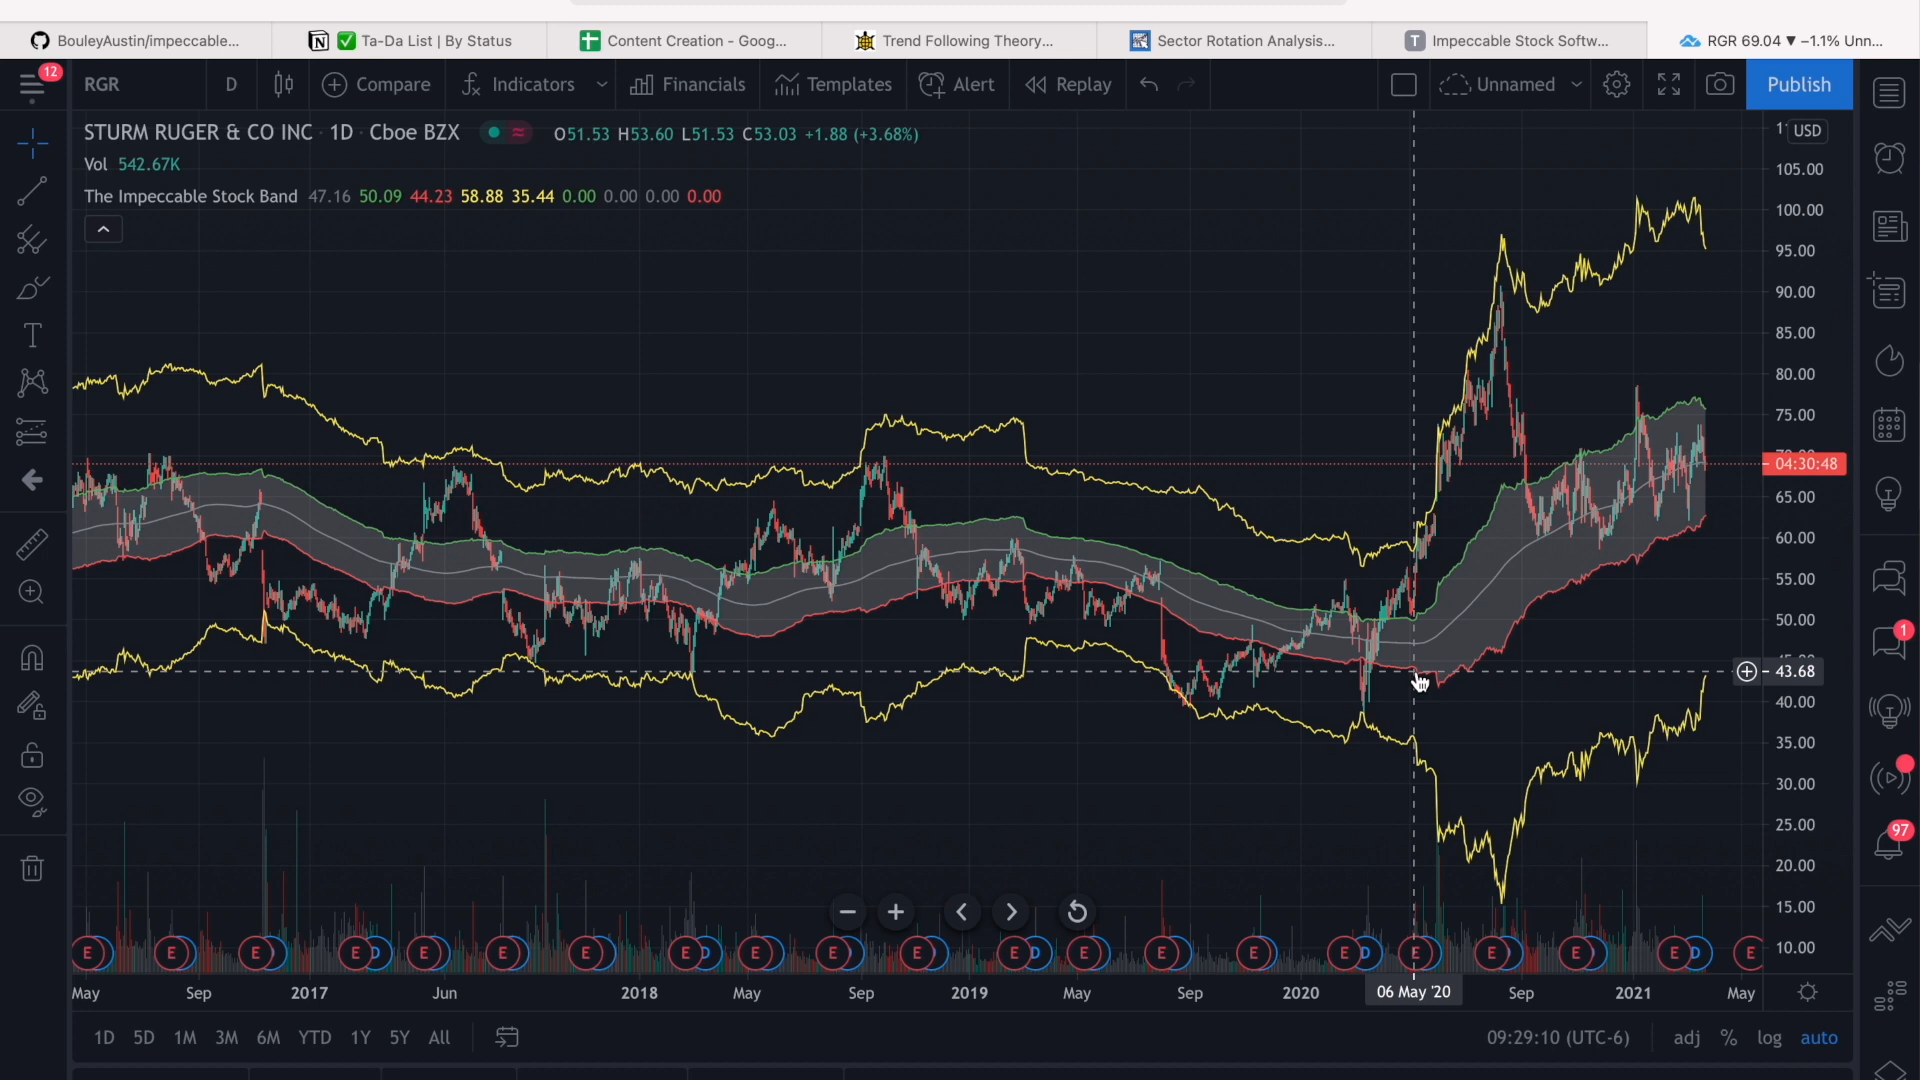 BouleyAustin/impeccable...
Ta-Da List | By Status
Content Creation - Goog...
Trend Following Theory...
Sector Rotation Analysis...
T Impeccable Stock Softw...
RGR 69.04 ▼ −1.1% Unn...
12
RGR
D
Compare
Indicators
Financials
Templates
Alert
Replay
Unnamed
Publish
STURM RUGER & CO INC · 1D · Cboe BZX
O51.53 H53.60 L51.53 C53.03 +1.88 (+3.68%)
Vol 542.67K
The Impeccable Stock Band 47.16 50.09 44.23 58.88 35.44 0.00 0.00 0.00 0.00
USD
105.00
100.00
95.00
90.00
85.00
80.00
75.00
04:30:48
65.00
60.00
55.00
50.00
43.68
40.00
35.00
30.00
25.00
20.00
15.00
10.00
1
97
E E E E D E E E E D E E E E D E E E E D E E E E D E
May Sep 2017 Jun 2018 May Sep 2019 May Sep 2020 06 May '20 Sep 2021 May
1D 5D 1M 3M 6M YTD 1Y 5Y All
09:29:10 (UTC-6) adj % log auto